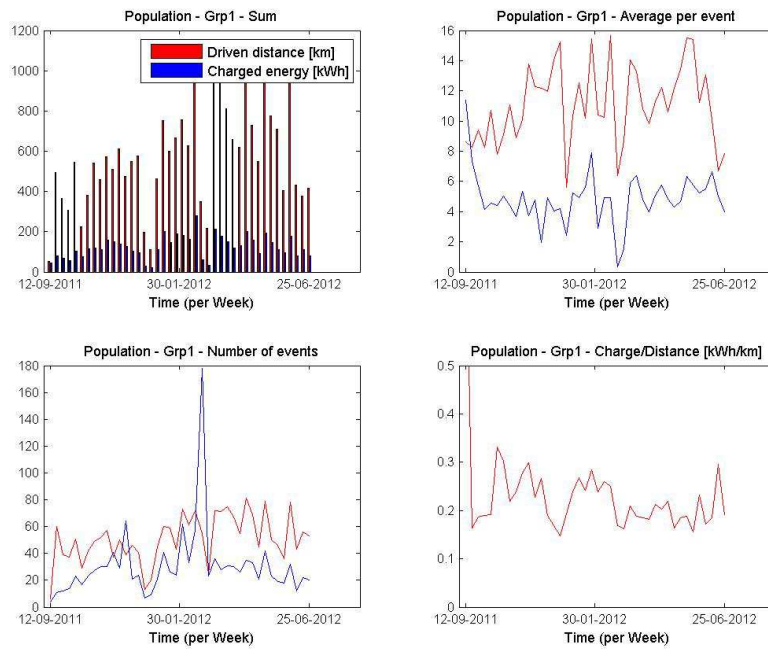 Population - Grp1 - Sum
1200
1000
800
600
400
200
0
Driven distance [km]
Charged energy [kWh]
12-09-2011 30-01-2012 25-06-2012
Time (per Week)
Population - Grp1 - Average per event
16
14
12
10
8
6
4
2
0
12-09-2011 30-01-2012 25-06-2012
Time (per Week)
Population - Grp1 - Number of events
180
160
140
120
100
80
60
40
20
0
12-09-2011 30-01-2012 25-06-2012
Time (per Week)
Population - Grp1 - Charge/Distance [kWh/km]
0.5
0.4
0.3
0.2
0.1
0
12-09-2011 30-01-2012 25-06-2012
Time (per Week)